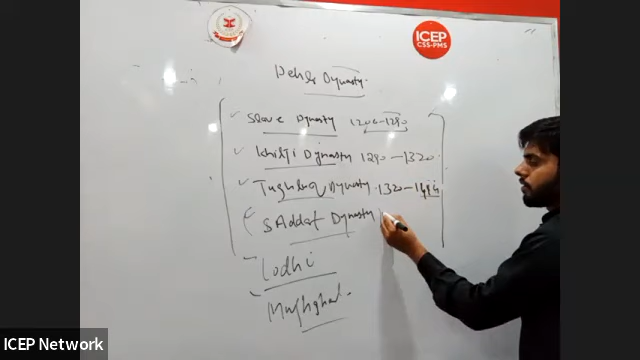 ICEP
CSS-PMS
Dehli Dynasty
Slave Dynasty 1206-1290
Khilji Dynasty 1290-1320
Tughluq Dynasty 1320-1414
SAddat Dynasty
Lodhi
Mughghal
ICEP Network